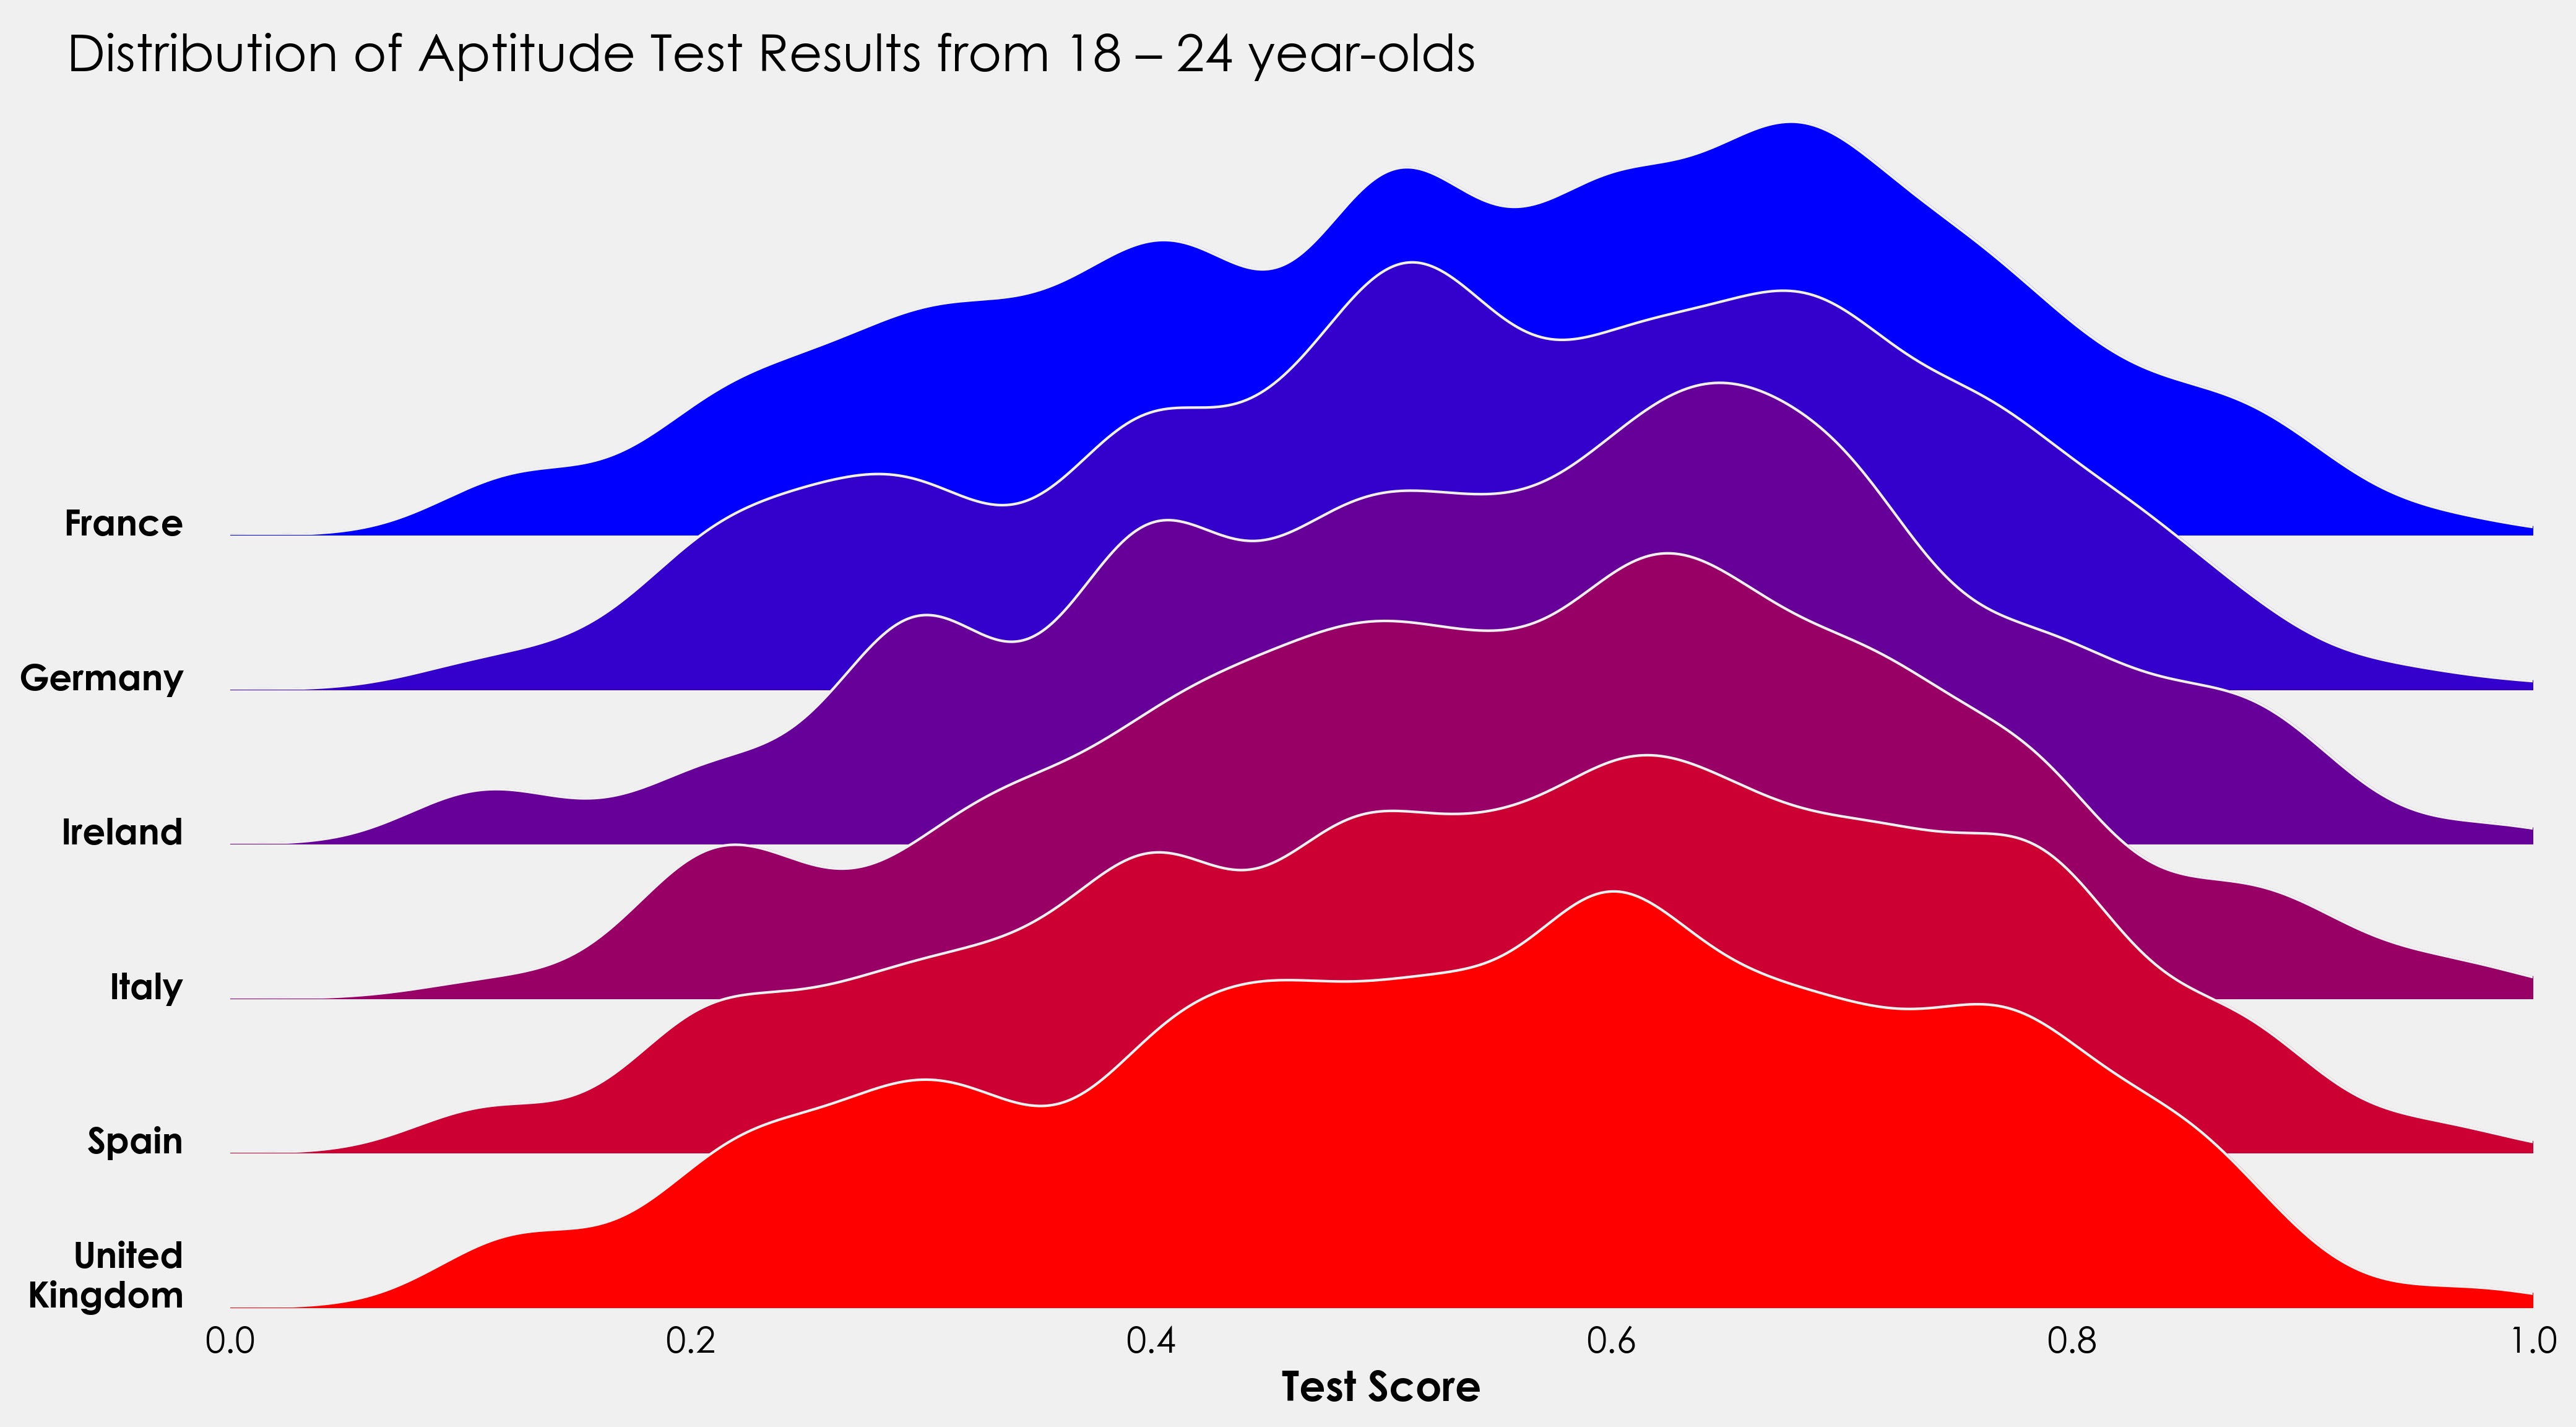 Distribution of Aptitude Test Results from 18 – 24 year-olds
France
Germany
Ireland
Italy
Spain
United
Kingdom
0.0 0.2 0.4 0.6 0.8 1.0
Test Score